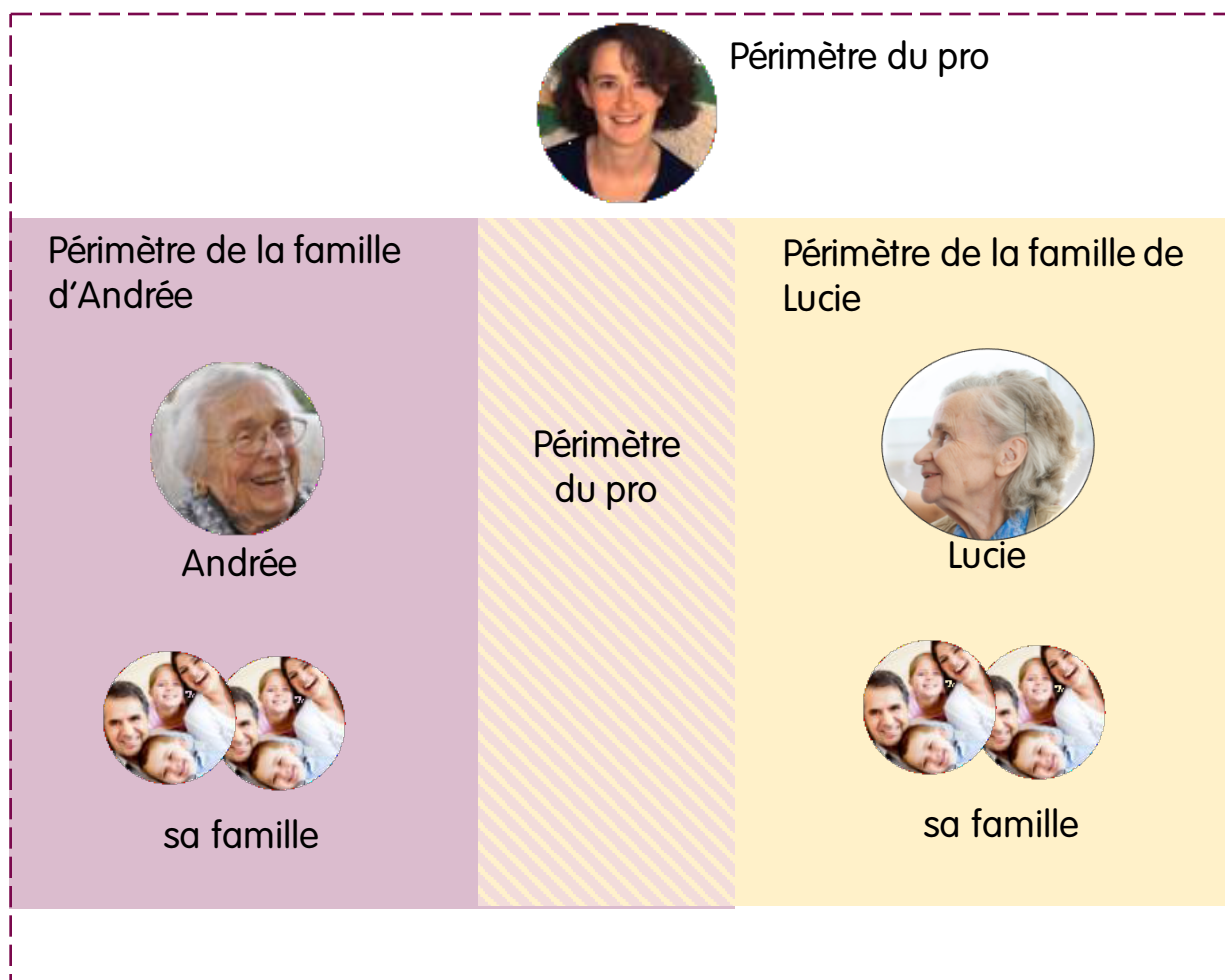 Périmètre du pro
Périmètre de la famille
d'Andrée
Périmètre de la famille de
Lucie
Périmètre
du pro
Andrée
Lucie
sa famille
sa famille